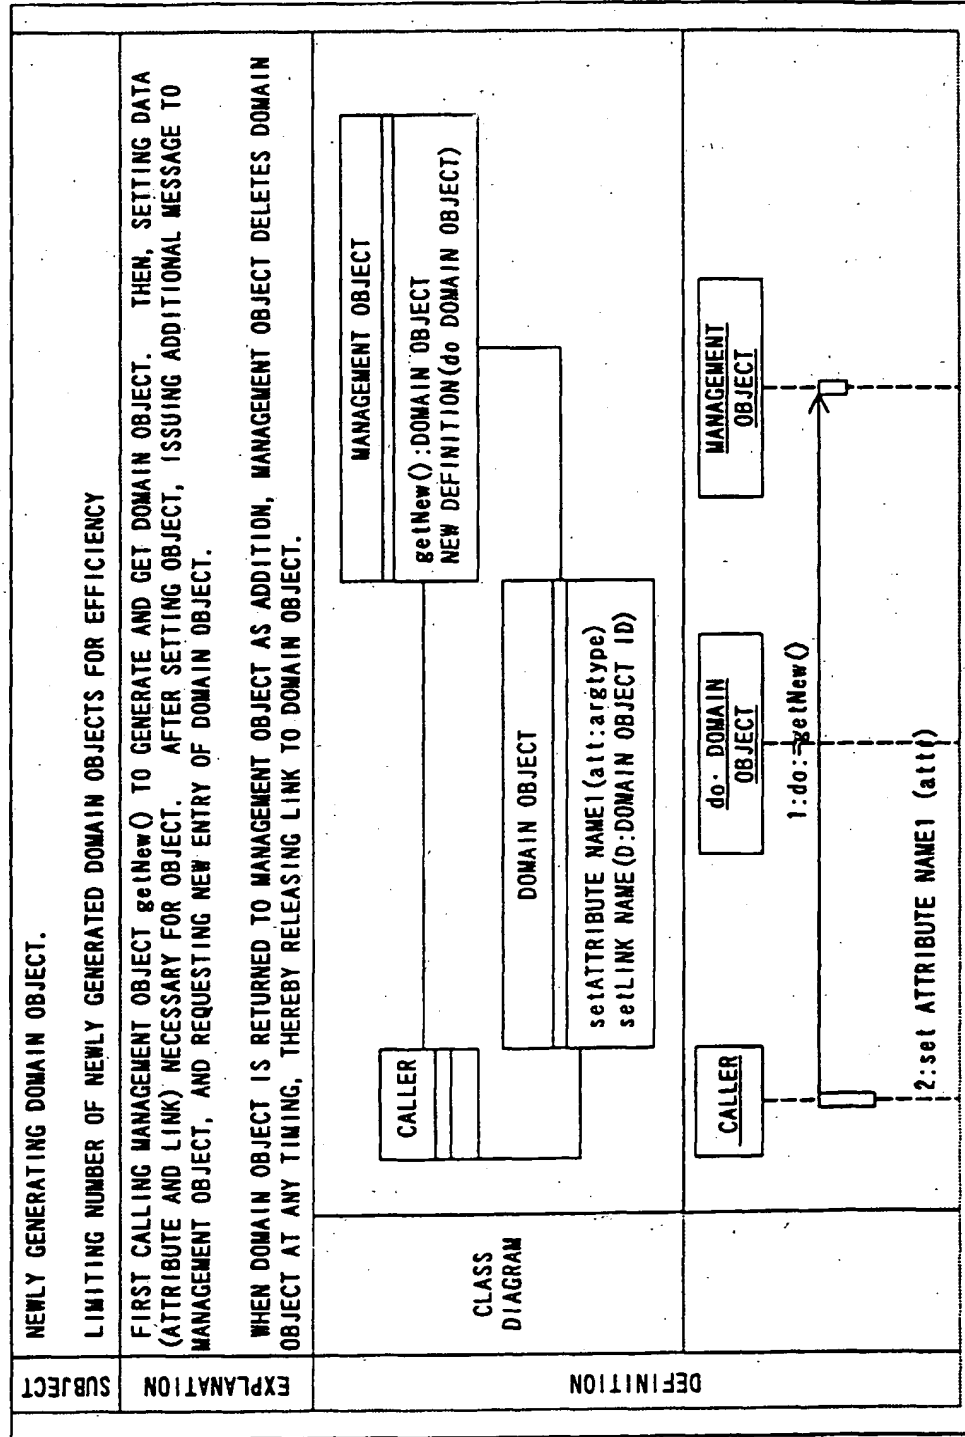 SUBJECT
NEWLY GENERATING DOMAIN OBJECT.
LIMITING NUMBER OF NEWLY GENERATED DOMAIN OBJECTS FOR EFFICIENCY
EXPLANATION
FIRST CALLING MANAGEMENT OBJECT getNew() TO GENERATE AND GET DOMAIN OBJECT. THEN, SETTING DATA
(ATTRIBUTE AND LINK) NECESSARY FOR OBJECT. AFTER SETTING OBJECT, ISSUING ADDITIONAL MESSAGE TO
MANAGEMENT OBJECT, AND REQUESTING NEW ENTRY OF DOMAIN OBJECT.
WHEN DOMAIN OBJECT IS RETURNED TO MANAGEMENT OBJECT AS ADDITION, MANAGEMENT OBJECT DELETES DOMAIN
OBJECT AT ANY TIMING, THEREBY RELEASING LINK TO DOMAIN OBJECT.
DEFINITION
CLASS
DIAGRAM
CALLER
MANAGEMENT OBJECT
getNew():DOMAIN OBJECT
NEW DEFINITION(do DOMAIN OBJECT)
DOMAIN OBJECT
setATTRIBUTE NAME1(att:argtype)
setLINK NAME(D:DOMAIN OBJECT ID)
CALLER
do· DOMAIN
OBJECT
MANAGEMENT
OBJECT
1:do:=getNew()
2:set ATTRIBUTE NAME1 (attr)